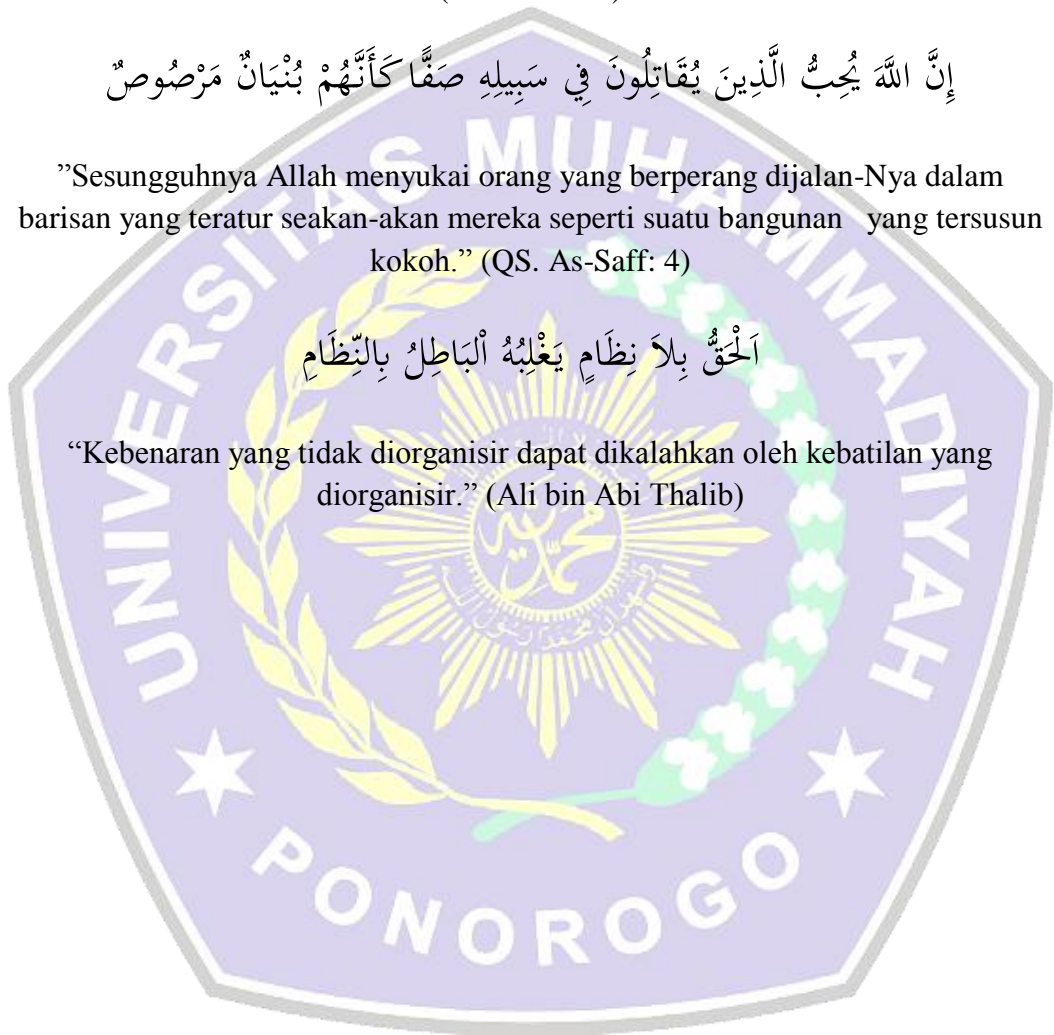 إِنَّ اللَّهَ يُحِبُّ الَّذِينَ يُقَاتِلُونَ فِي سَبِيلِهِ صَفًّا كَأَنَّهُمْ بُنْيَانٌ مَرْصُوصٌ
”Sesungguhnya Allah menyukai orang yang berperang dijalan-Nya dalam
barisan yang teratur seakan-akan mereka seperti suatu bangunan yang tersusun
kokoh.” (QS. As-Saff: 4)
اَلْحَقُّ بِلاَ نِظَامٍ يَغْلِبُهُ اْلبَاطِلُ بِالنِّظَامِ
“Kebenaran yang tidak diorganisir dapat dikalahkan oleh kebatilan yang
diorganisir.” (Ali bin Abi Thalib)
UNIVERSITAS MUHAMMADIYAH
PONOROGO